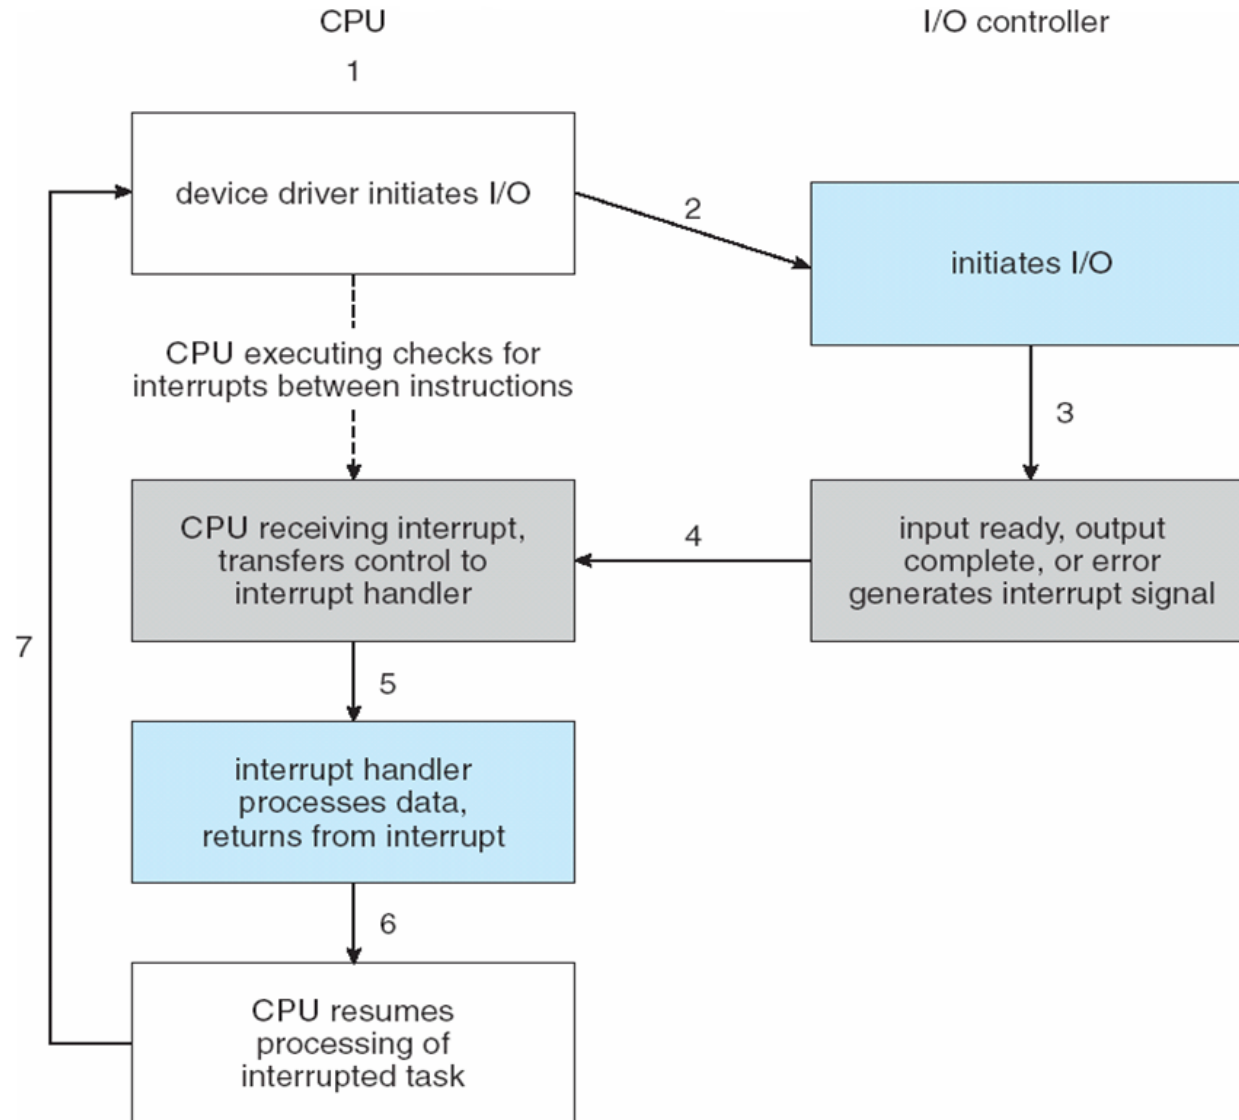 CPU
I/O controller
1
device driver initiates I/O
2
initiates I/O
CPU executing checks for
interrupts between instructions
3
CPU receiving interrupt,
transfers control to
interrupt handler
4
input ready, output
complete, or error
generates interrupt signal
7
5
interrupt handler
processes data,
returns from interrupt
6
CPU resumes
processing of
interrupted task